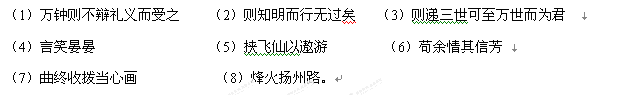 （1）万钟则不辩礼义而受之 （2）则知明而行无过矣 （3）则递三世可至万世而为君 ↓
（4）言笑晏晏 （5）挟飞仙以遨游 （6）苟余情其信芳 ↓
（7）曲终收拨当心画 （8）烽火扬州路。↵